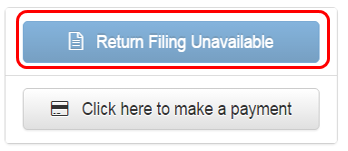 Return Filing Unavailable
Click here to make a payment